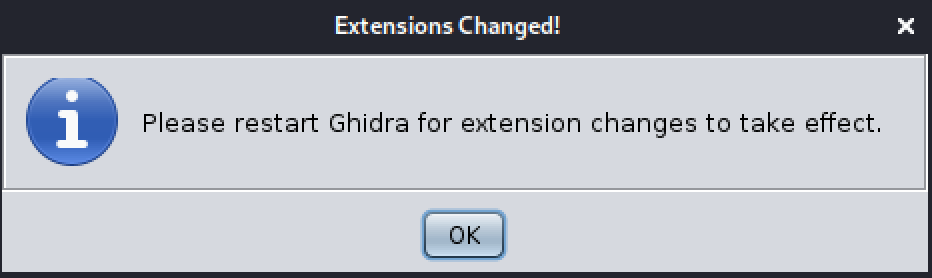 Extensions Changed!
Please restart Ghidra for extension changes to take effect.
OK